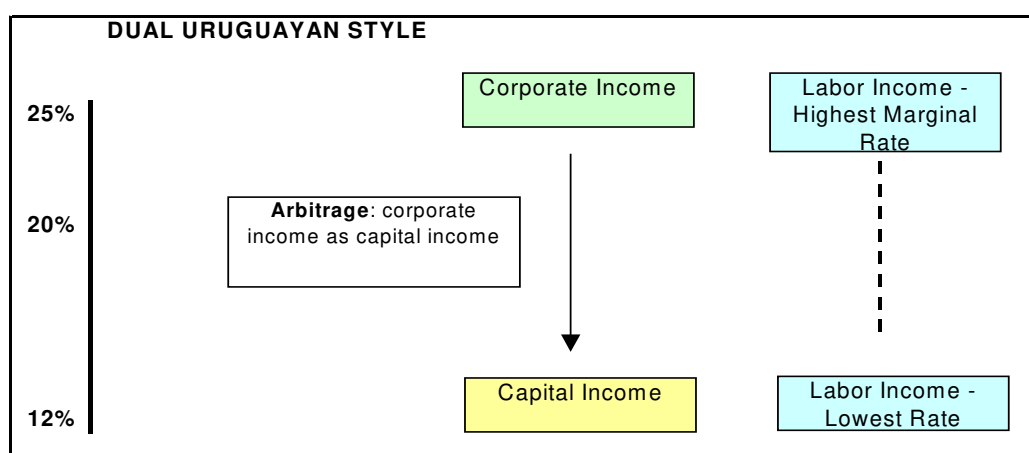 DUAL URUGUAYAN STYLE
25%
Corporate Income
Labor Income -
Highest Marginal
Rate
20%
Arbitrage: corporate
income as capital income
12%
Capital Income
Labor Income -
Lowest Rate